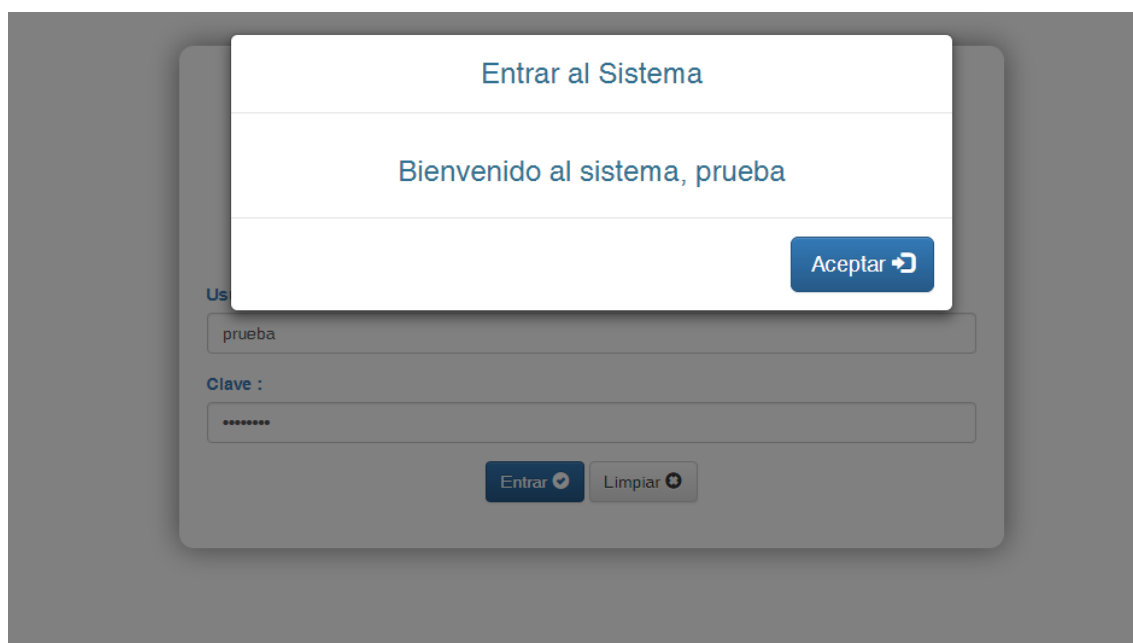 Entrar al Sistema
Bienvenido al sistema, prueba
Aceptar
prueba
Clave :
••••••••
Entrar
Limpiar